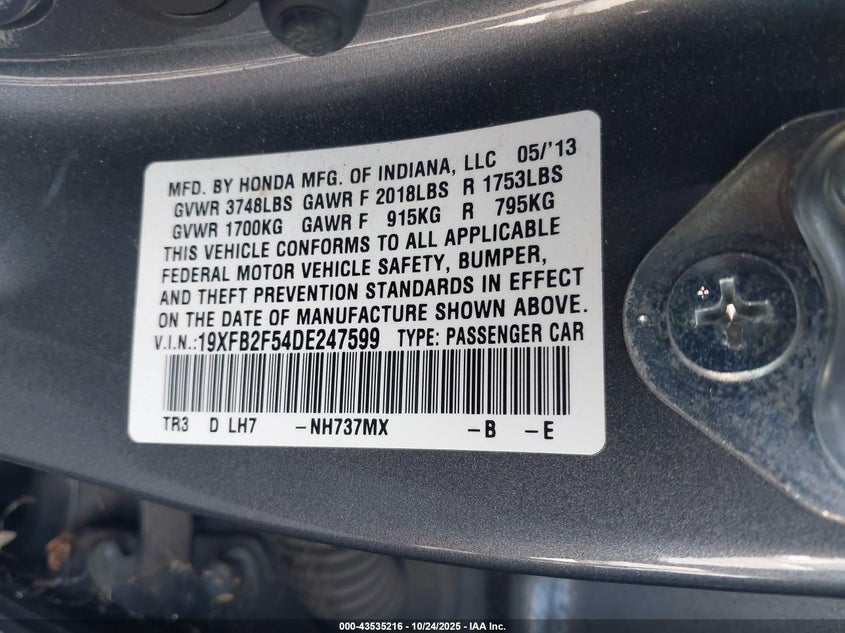 MFD. BY HONDA MFG. OF INDIANA, LLC 05/'13
GVWR 3748LBS GAWR F 2018LBS R 1753LBS
GVWR 1700KG GAWR F 915KG R 795KG
THIS VEHICLE CONFORMS TO ALL APPLICABLE
FEDERAL MOTOR VEHICLE SAFETY, BUMPER,
AND THEFT PREVENTION STANDARDS IN EFFECT
ON THE DATE OF MANUFACTURE SHOWN ABOVE.
V.I.N.:19XFB2F54DE247599 TYPE: PASSENGER CAR
TR3 D LH7 -NH737MX -B -E
000-43535216 - 10/24/2025 - IAA Inc.